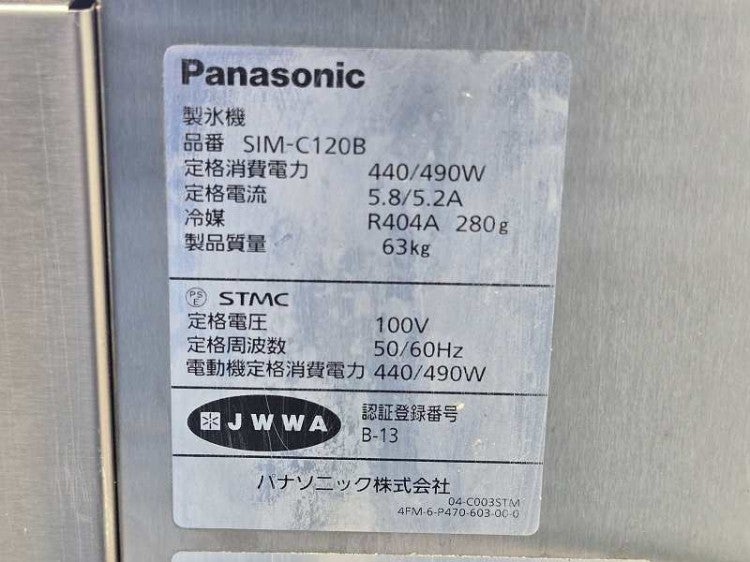 Panasonic
製氷機
品番 SIM-C120B
定格消費電力 440/490W
定格電流 5.8/5.2A
冷媒 R404A 280g
製品質量 63kg
PS E STMC
定格電圧 100V
定格周波数 50/60Hz
電動機定格消費電力 440/490W
JWWA 認証登録番号
B-13
パナソニック株式会社
04-C003STM
4FM-6-P470-603-00-0